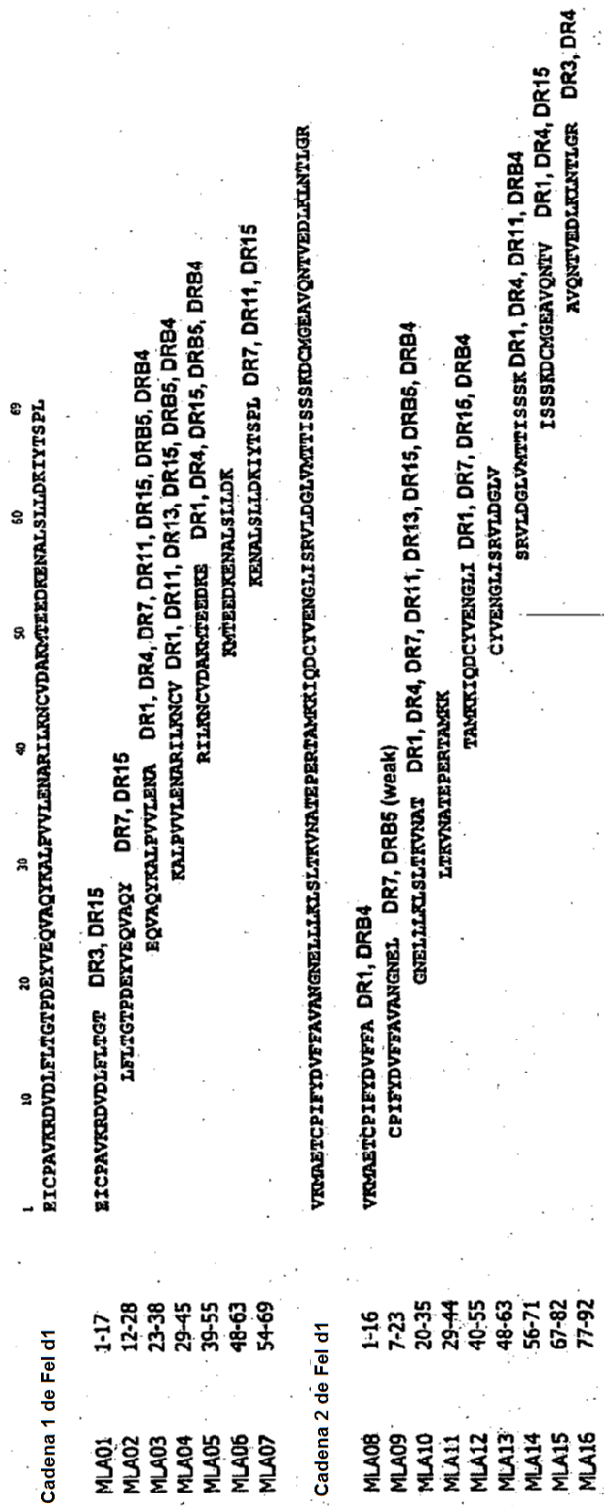 Cadena 1 de Fel d1
1 10 20 30 40 50 60 69
EICPAVKRDVDLFLTGTPDEYVEQVAQYKALPVVLENARILKNCVDAKMTEEDKENALSLLDKIYTSPL
MLA01 1-17 EICPAVKRDVDLFLTGT DR3, DR15
MLA02 12-28 LFLTGTPDEYVEQVAQY DR7, DR15
MLA03 23-38 EQVAQYKALPVVLENA DR1, DR4, DR7, DR11, DR15, DRB5, DRB4
MLA04 29-45 KALPVVLENARILKNCV DR1, DR11, DR13, DR15, DRB5, DRB4
MLA05 39-55 RILKNCVDAKMTEEDKE DR1, DR4, DR15, DRB5, DRB4
MLA06 48-63 KMTEEDKENALSLLDK
MLA07 54-69 KENALSLLDKIYTSPL DR7, DR11, DR15
Cadena 2 de Fel d1
VKMAETCPIFYDVFFAVANGNELLLKLSLTKVNATEPERTAMKKIQDCYVENGLISRVLDGLVMTTISSSKDCMGEAVQNTVEDLKLNTLGR
MLA08 1-16 VKMAETCPIFYDVFFA DR1, DRB4
MLA09 7-23 CPIFYDVFFAVANGNEL DR7, DRB5 (weak)
MLA10 20-35 GNELLLKLSLTKVNAT DR1, DR4, DR7, DR11, DR13, DR15, DRB5, DRB4
MLA11 29-44 LTKVNATEPERTAMKK
MLA12 40-55 TAMKKIQDCYVENGLI DR1, DR7, DR15, DRB4
MLA13 48-63 CYVENGLISRVLDGLV
MLA14 56-71 SRVLDGLVMTTISSSK DR1, DR4, DR11, DRB4
MLA15 67-82 ISSSKDCMGEAVQNTV DR1, DR4, DR15
MLA16 77-92 AVQNTVEDLKLNTLGR DR3, DR4